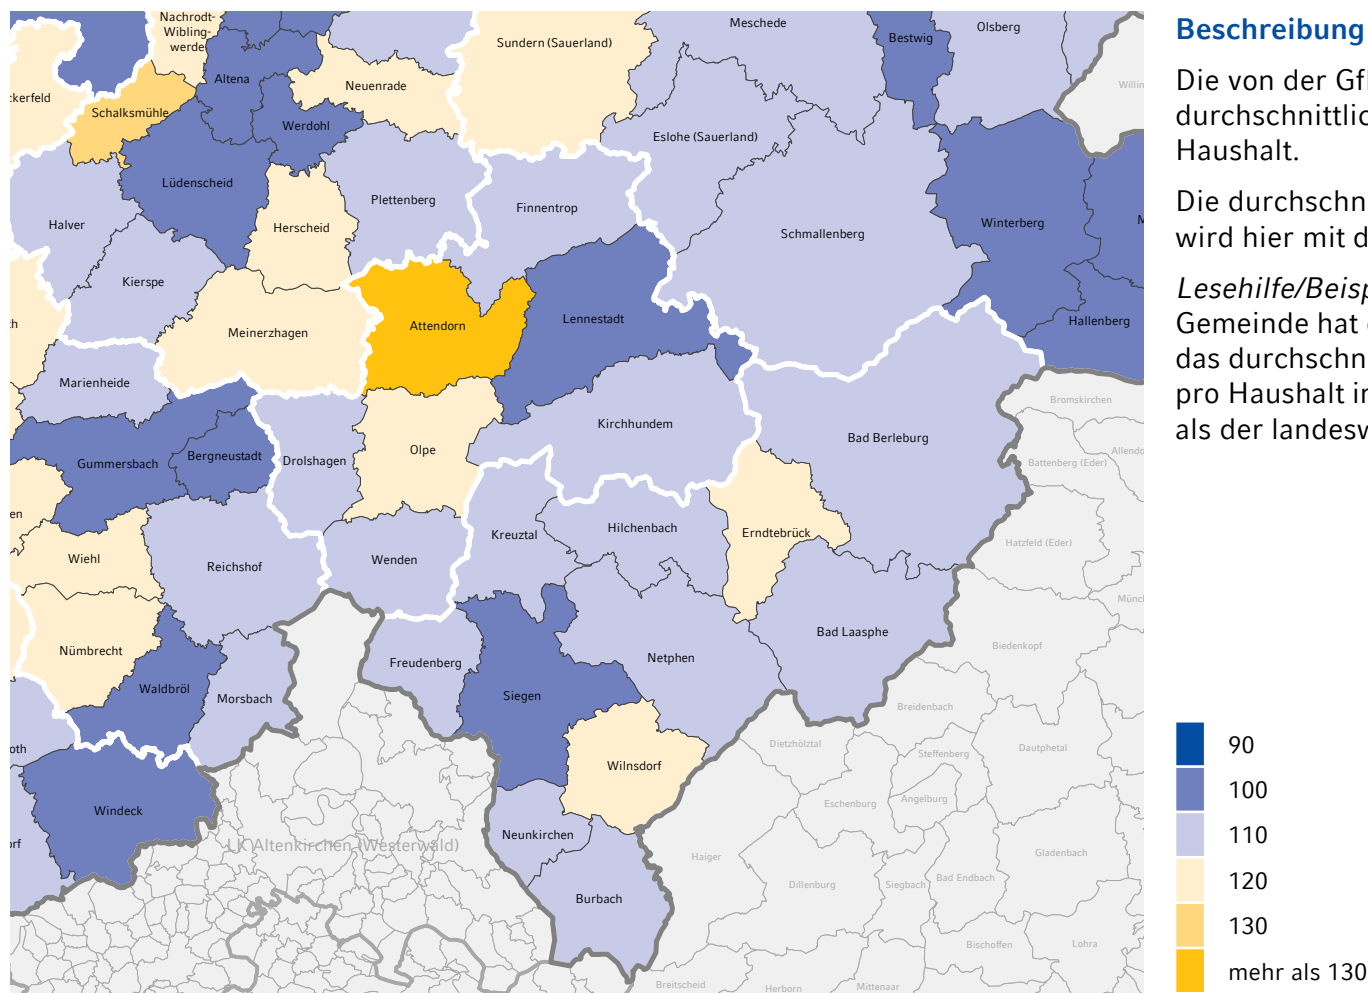 Nachrodt-
Wibling-
werde
Sundern (Sauerland)
Meschede
Bestwig
Olsberg
Altena
Neuenrade
Schalksmühle
Werdohl
Eslohe (Sauerland)
Lüdenscheid
Plettenberg
Finnentrop
Halver
Herscheid
Schmallenberg
Winterberg
Kierspe
Meinerzhagen
Attendorn
Lennestadt
Hallenberg
Marienheide
Bromskirchen
Kirchhundem
Bad Berleburg
Olpe
Drolshagen
Bergneustadt
Gummersbach
Battenberg (Eder)
Kreuztal
Hilchenbach
Erndtebrück
Hatzfeld (Eder)
Wiehl
Reichshof
Wenden
Bad Laasphe
Biedenkopf
Nümbrecht
Freudenberg
Netphen
Waldbröl
Morsbach
Siegen
Breidenbach
Dietzhölztal
Steffenberg
Dautphetal
Wilnsdorf
Eschenburg
Angelburg
Windeck
Neunkirchen
LK Altenkirchen (Westerwald)
Haiger
Gladenbach
Dillenburg
Siegbach
Bad Endbach
Burbach
Bischoffen
Lohra
Breitscheid
Herborn
Mittenaar
Beschreibung
Die von der Gf
durchschnittlic
Haushalt.
Die durchschn
wird hier mit d
Lesehilfe/Beisp
Gemeinde hat
das durchschn
pro Haushalt in
als der landesw
90
100
110
120
130
mehr als 130